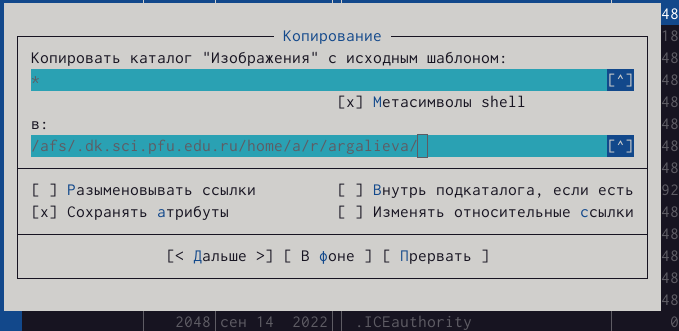 48
Копирование
18
Копировать каталог "Изображения" с исходным шаблоном:
48
* [^]
48
[x] Метасимволы shell
48
в:
48
/afs/.dk.sci.pfu.edu.ru/home/a/r/argalieva/ [^]
48
48
[ ] Разыменовывать ссылки [ ] Внутрь подкаталога, если есть
92
[x] Сохранять атрибуты [ ] Изменять относительные ссылки
48
48
[< Дальше >] [ В фоне ] [ Прервать ]
48
48
48
2048 сен 14 2022 .ICEauthority 0